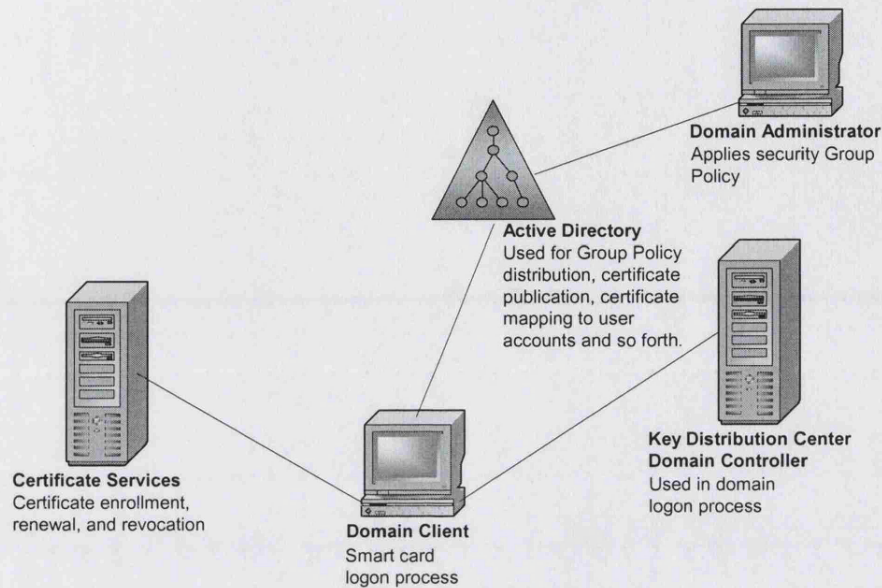 Domain Administrator
Applies security Group
Policy
Active Directory
Used for Group Policy
distribution, certificate
publication, certificate
mapping to user
accounts and so forth.
Certificate Services
Certificate enrollment,
renewal, and revocation
Domain Client
Smart card
logon process
Key Distribution Center
Domain Controller
Used in domain
logon process